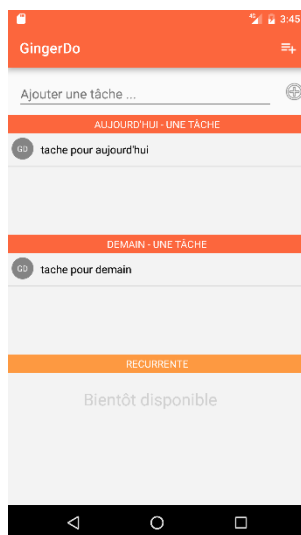 3:45
GingerDo
Ajouter une tâche ...
AUJOURD'HUI - UNE TÂCHE
GD tache pour aujourd'hui
DEMAIN - UNE TÂCHE
GD tache pour demain
RECURRENTE
Bientôt disponible